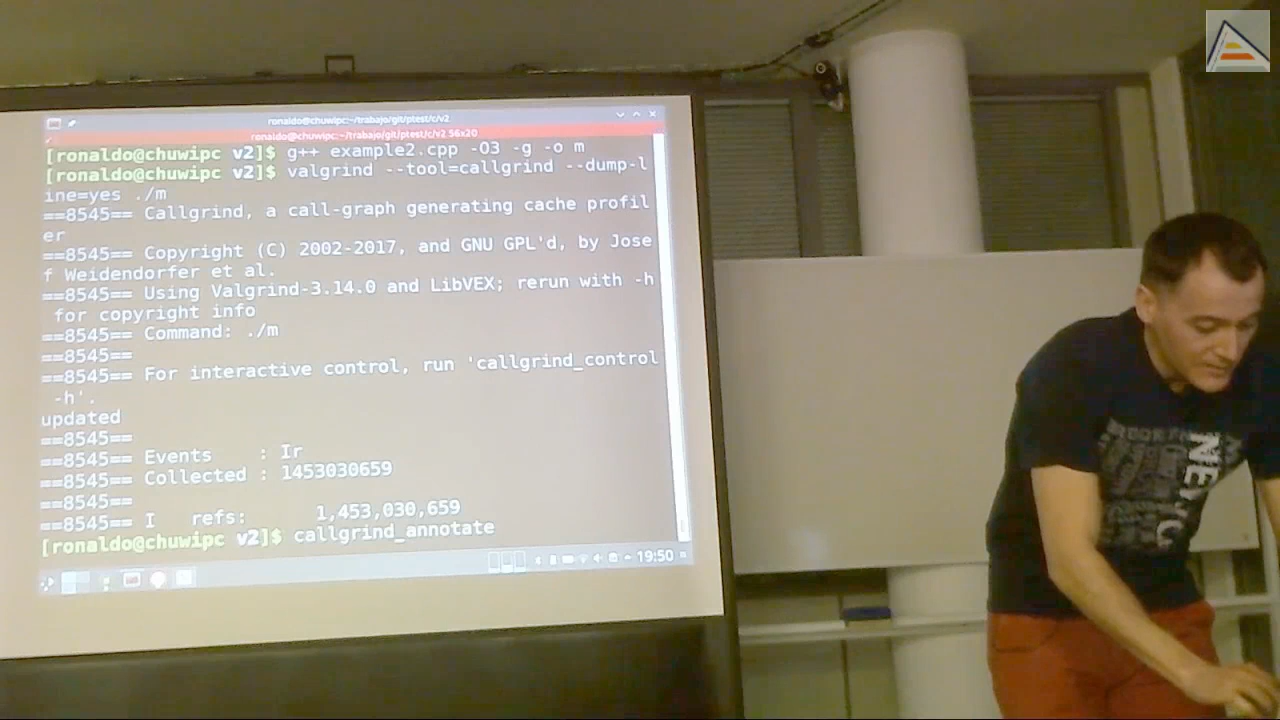 ronaldo@chuwipc:~/trabajo/git/ptest/c/v2
ronaldo@chuwipc:~/trabajo/git/ptest/c/v2 56x20
[ronaldo@chuwipc v2]$ g++ example2.cpp -O3 -g -o m
[ronaldo@chuwipc v2]$ valgrind --tool=callgrind --dump-l
ine=yes ./m
==8545== Callgrind, a call-graph generating cache profil
er
==8545== Copyright (C) 2002-2017, and GNU GPL'd, by Jose
f Weidendorfer et al.
==8545== Using Valgrind-3.14.0 and LibVEX; rerun with -h
 for copyright info
==8545== Command: ./m
==8545==
==8545== For interactive control, run 'callgrind_control
 -h'.
updated
==8545==
==8545== Events    : Ir
==8545== Collected : 1453030659
==8545==
==8545== I   refs:      1,453,030,659
[ronaldo@chuwipc v2]$ callgrind_annotate
19:50